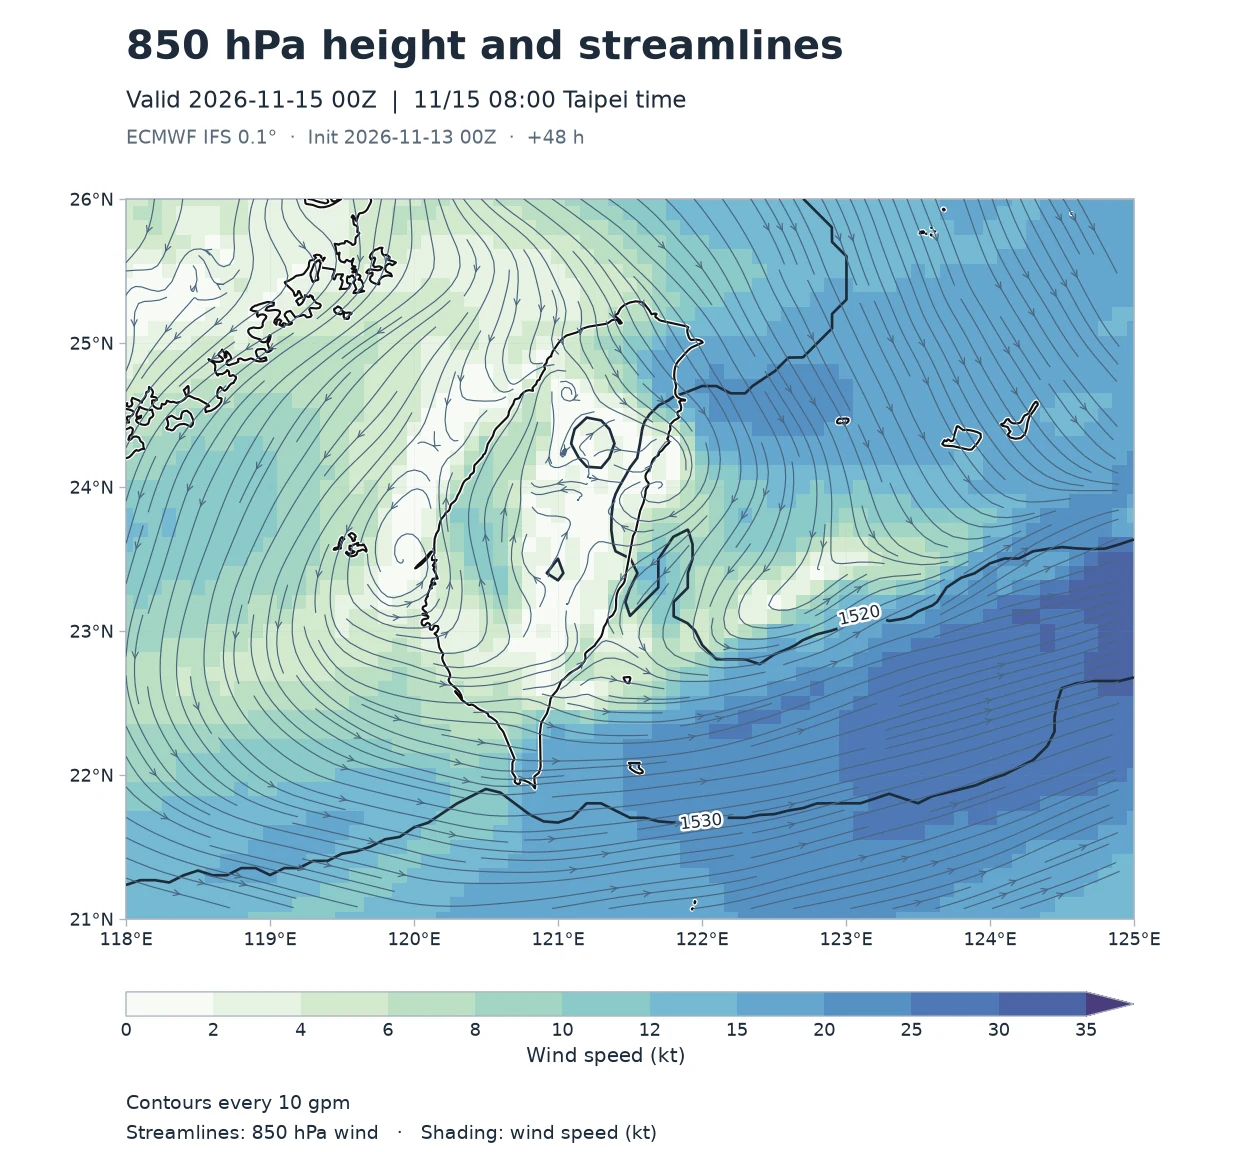 850 hPa height and streamlines
Valid 2026-11-15 00Z | 11/15 08:00 Taipei time
ECMWF IFS 0.1° · Init 2026-11-13 00Z · +48 h
26°N
25°N
24°N
23°N
22°N
21°N
1520
1530
118°E 119°E 120°E 121°E 122°E 123°E 124°E 125°E
0 2 4 6 8 10 12 15 20 25 30 35
Wind speed (kt)
Contours every 10 gpm
Streamlines: 850 hPa wind · Shading: wind speed (kt)